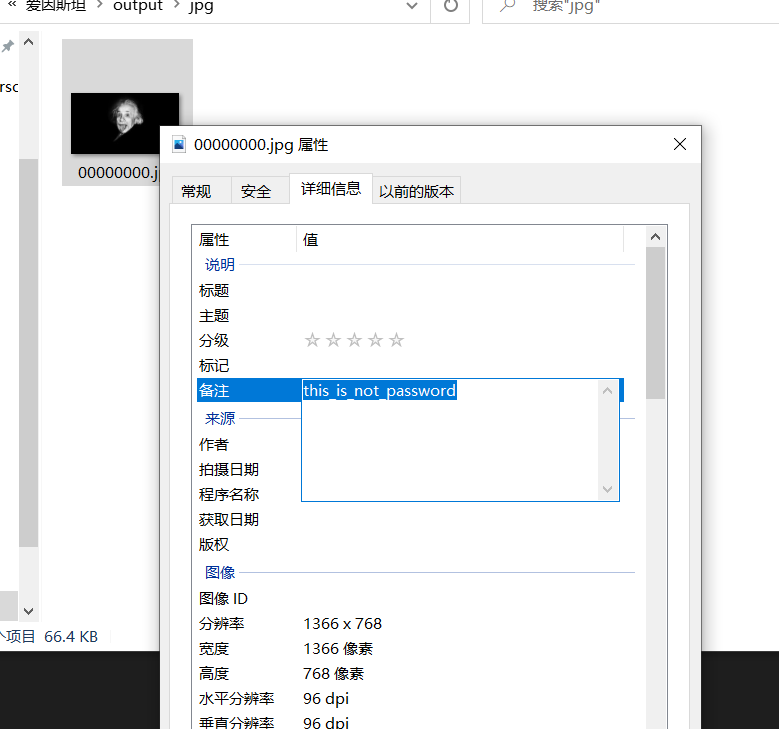 « 爱因斯坦 > output > jpg
搜索"jpg"
00000000.j
00000000.jpg 属性
常规 安全 详细信息 以前的版本
属性 值
说明
标题
主题
分级 ☆☆☆☆☆
标记
备注 this_is_not_password
来源
作者
拍摄日期
程序名称
获取日期
版权
图像
图像 ID
分辨率 1366 x 768
宽度 1366 像素
高度 768 像素
水平分辨率 96 dpi
垂直分辨率 96 dpi
项目 66.4 KB